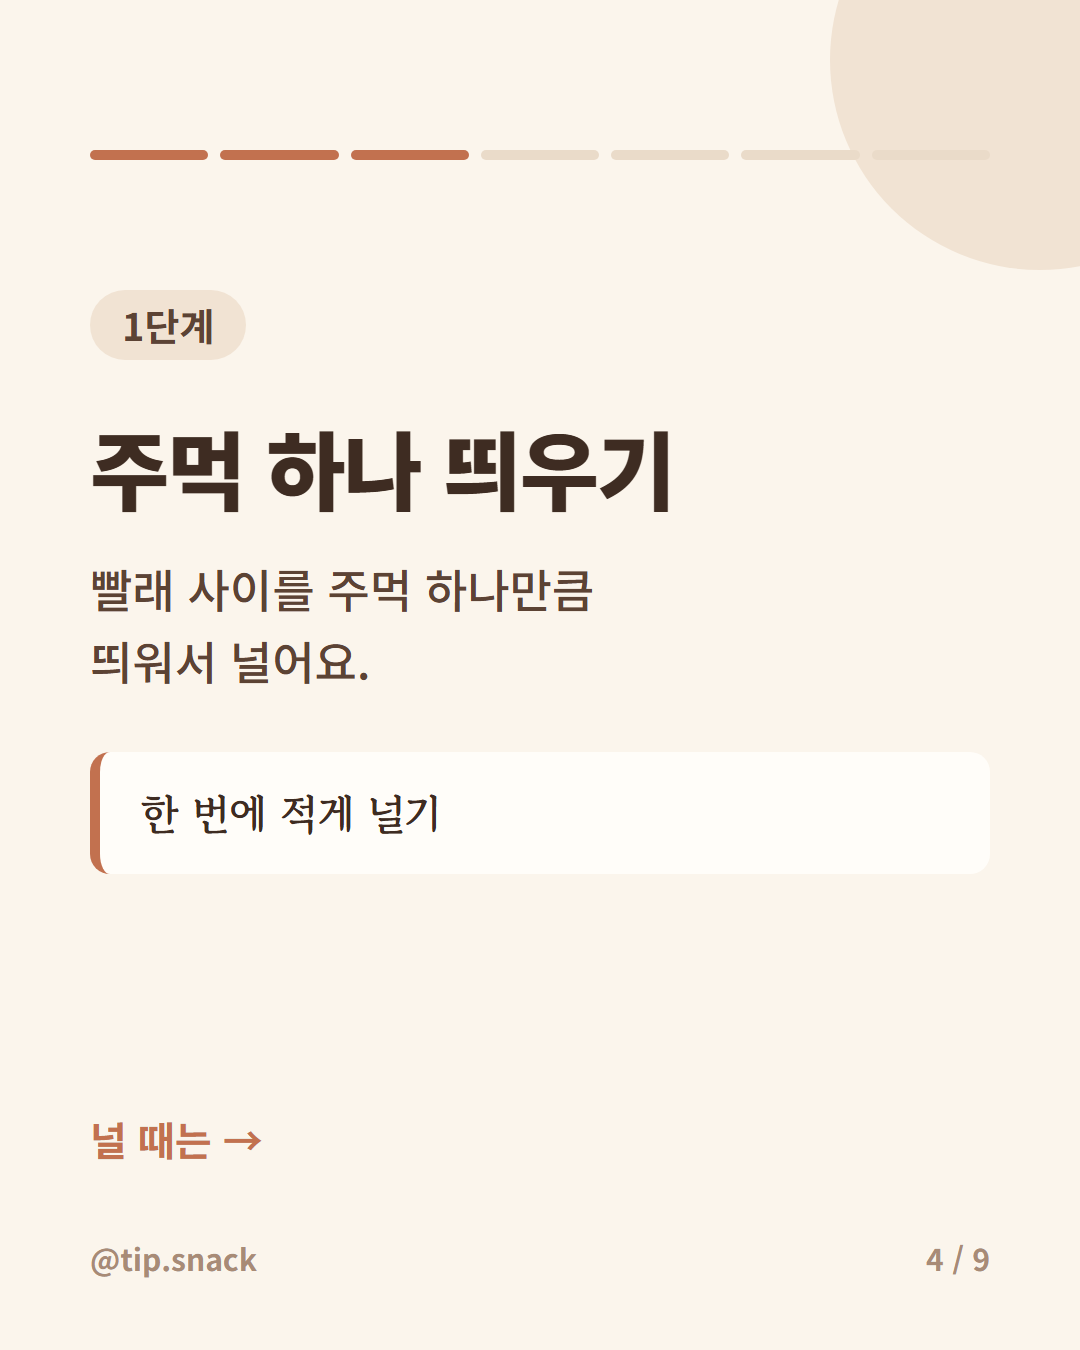 1단계
주먹 하나 띄우기
빨래 사이를 주먹 하나만큼
띄워서 널어요.
한 번에 적게 널기
널 때는 →
@tip.snack
4 / 9